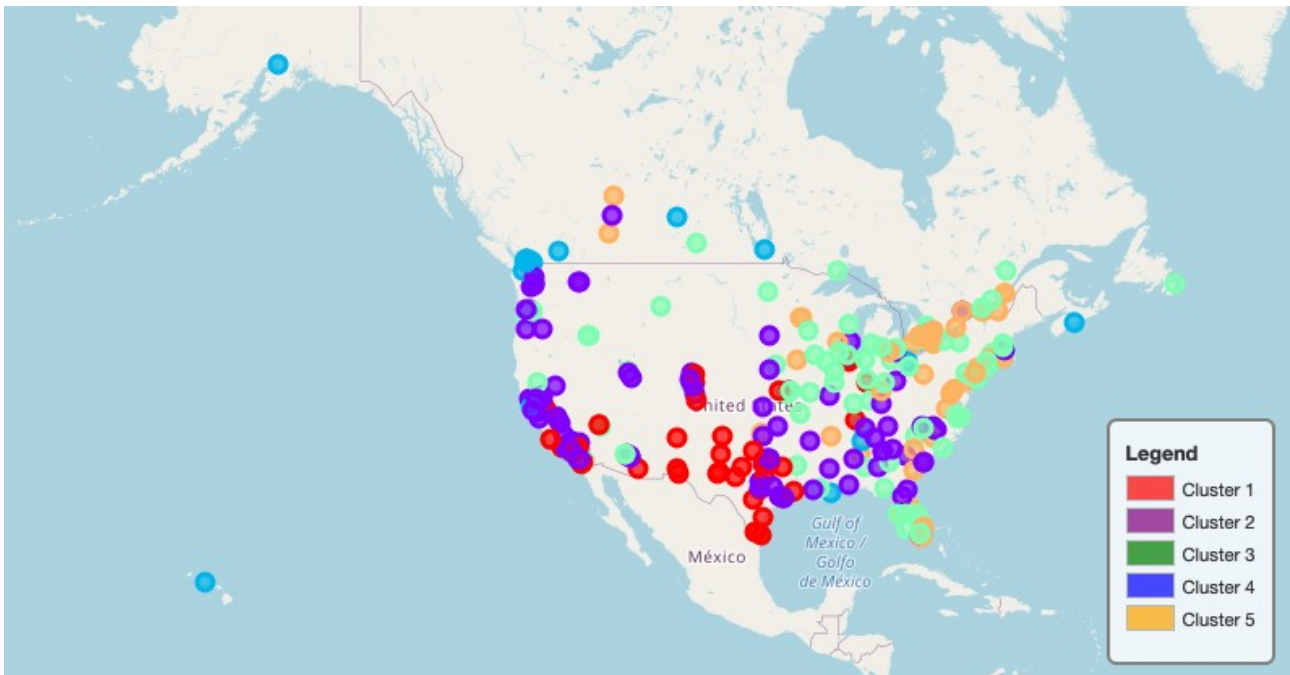 United States
México
Gulf of
Mexico /
Golfo
de México
Legend
Cluster 1
Cluster 2
Cluster 3
Cluster 4
Cluster 5